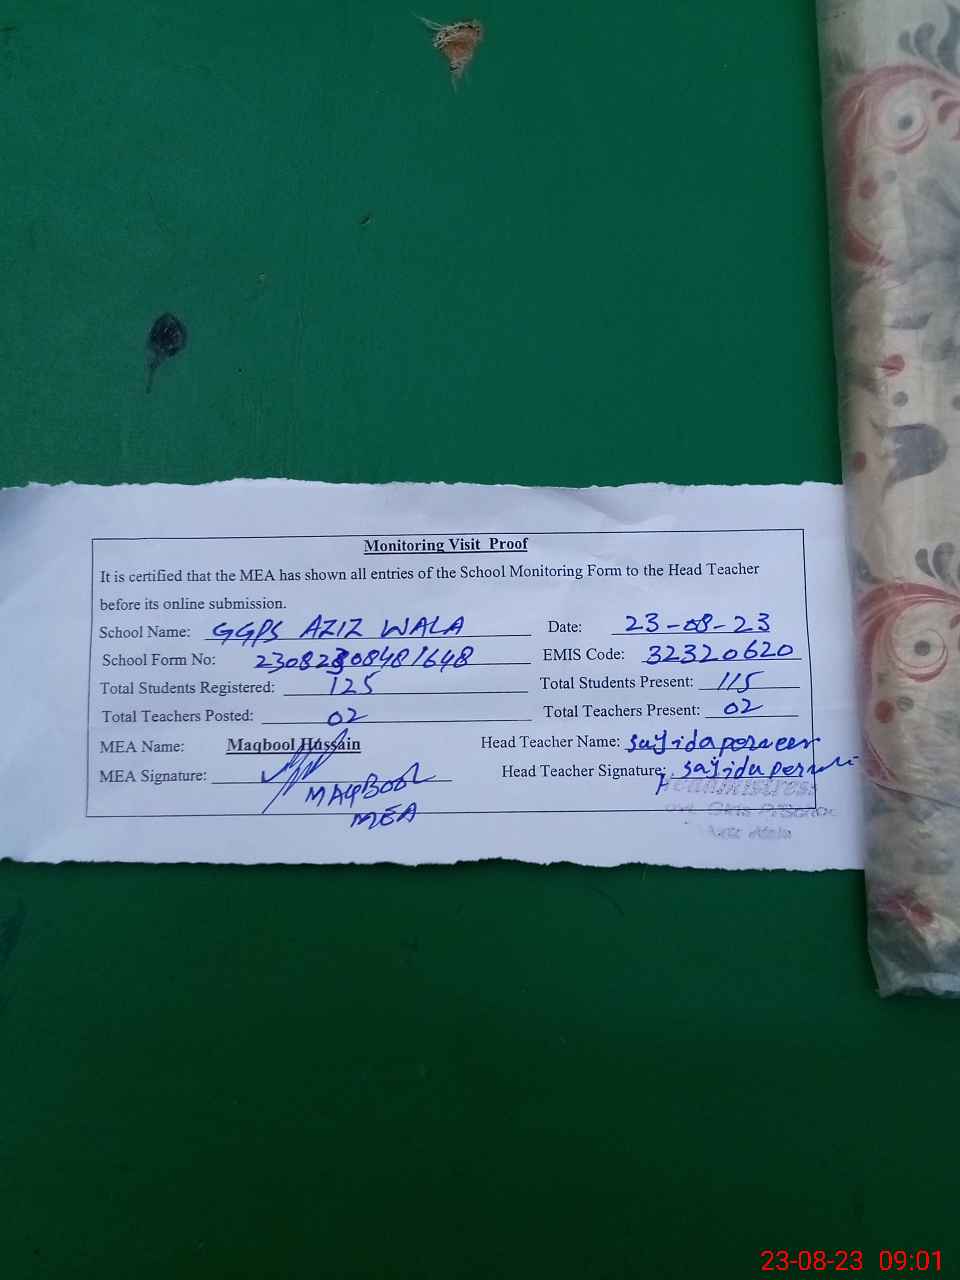 Monitoring Visit Proof
It is certified that the MEA has shown all entries of the School Monitoring Form to the Head Teacher
before its online submission.
School Name: GGPS AZIZ WALA Date: 23-08-23
School Form No: 23082308481648 EMIS Code: 32320620
Total Students Registered: 125 Total Students Present: 115
Total Teachers Posted: 02 Total Teachers Present: 02
MEA Name: Maqbool Hussain Head Teacher Name: Sajida perveen
MEA Signature: MAQBOOL Head Teacher Signature: Sajida
MEA
Headmistress
23-08-23 09:01